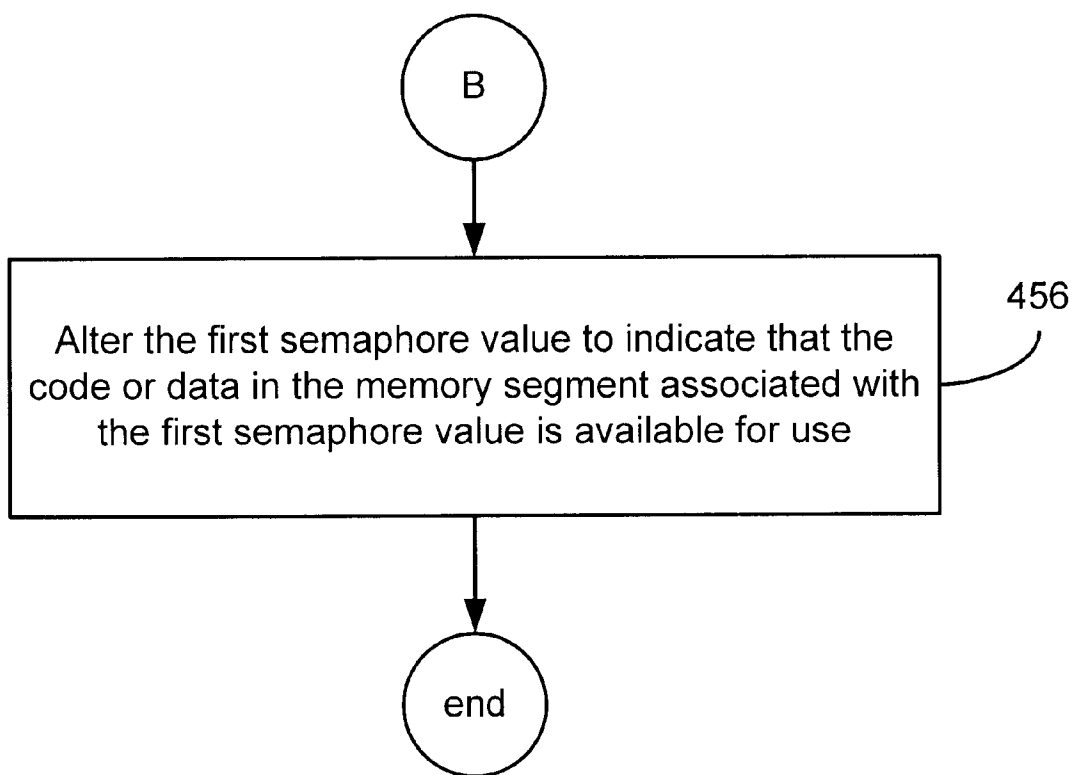 B
456
Alter the first semaphore value to indicate that the
code or data in the memory segment associated with
the first semaphore value is available for use
end